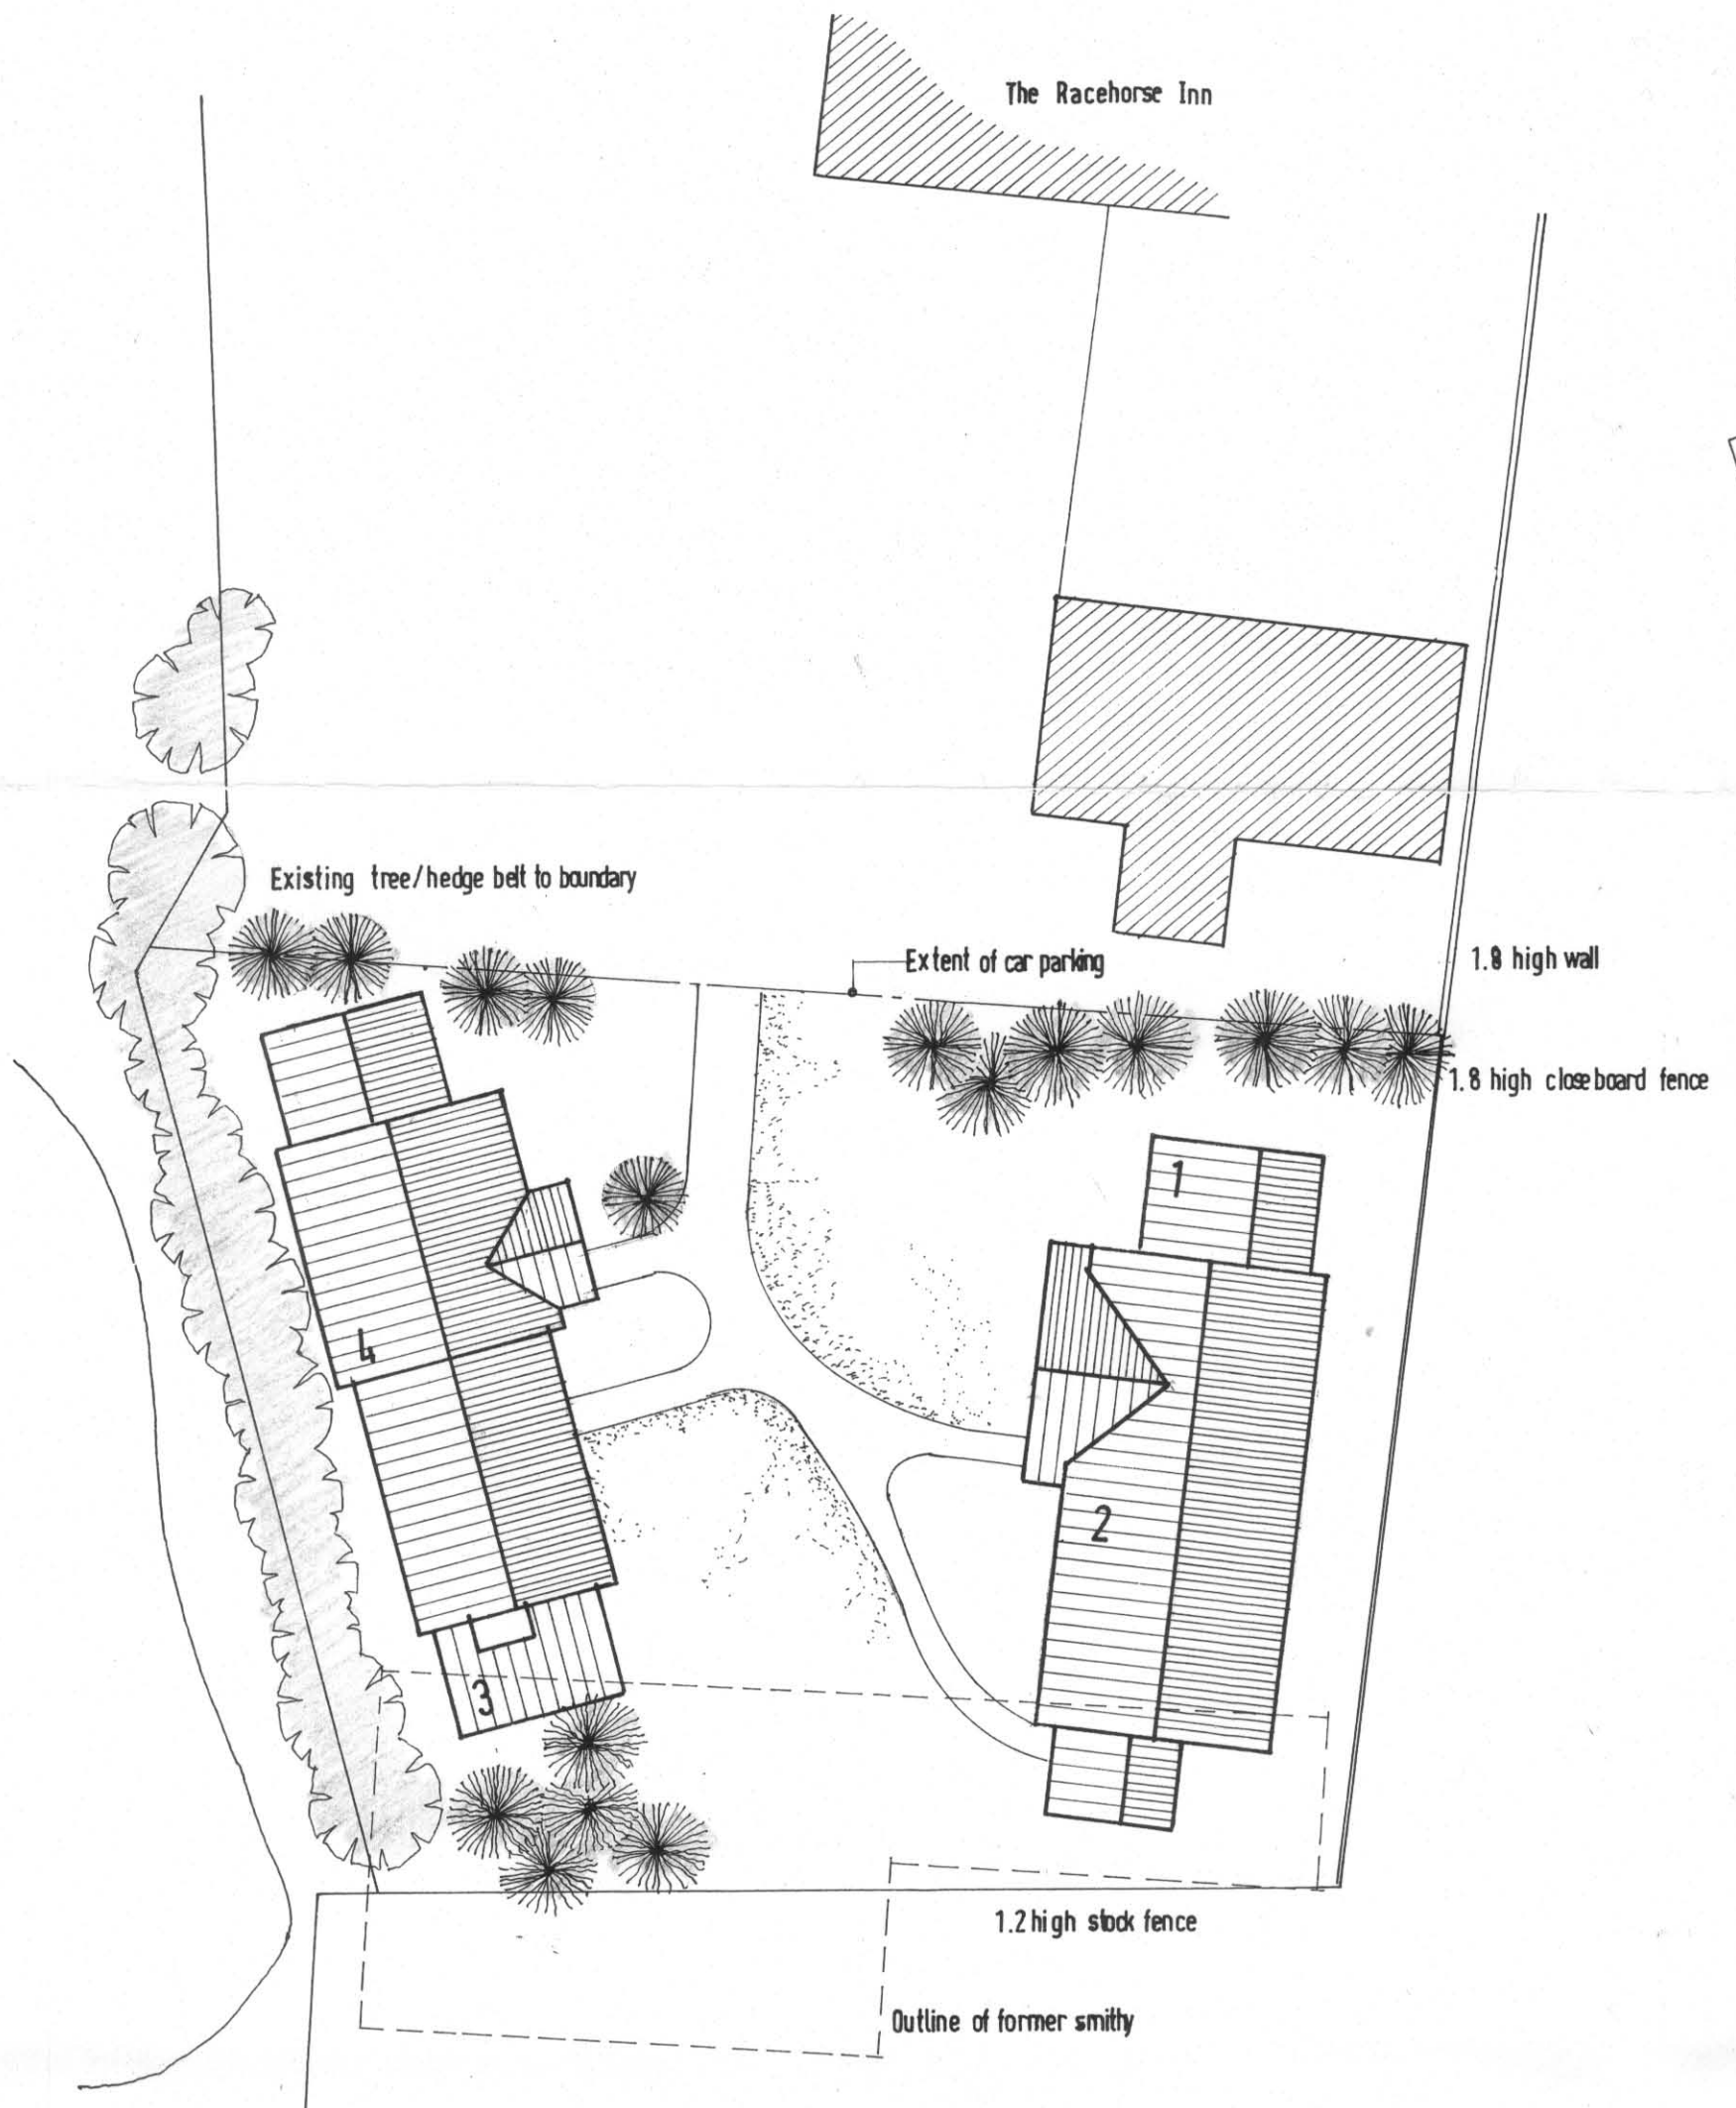 The Racehorse Inn
Existing tree/hedge belt to boundary
Extent of car parking
1.8 high wall
1.8 high closeboard fence
1
4
2
3
1.2 high stock fence
Outline of former smithy